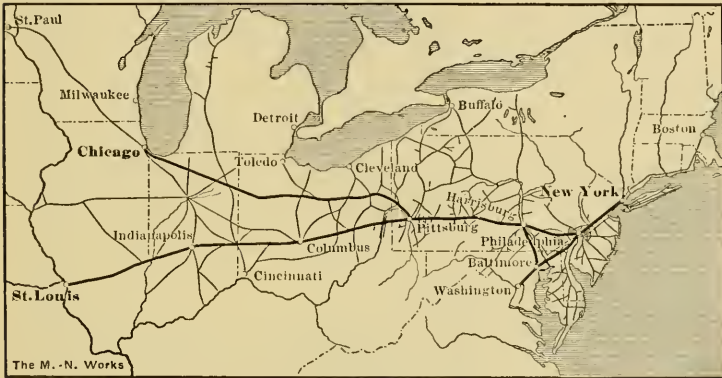 St.Paul
Milwaukee
Detroit
Buffalo
Boston
Chicago
Toledo
Cleveland
New York
Harrisburg
Indianapolis
Columbus
Pittsburg
Philadelphia
Baltimore
Cincinnati
Washington
St.Louis
The M.-N. Works